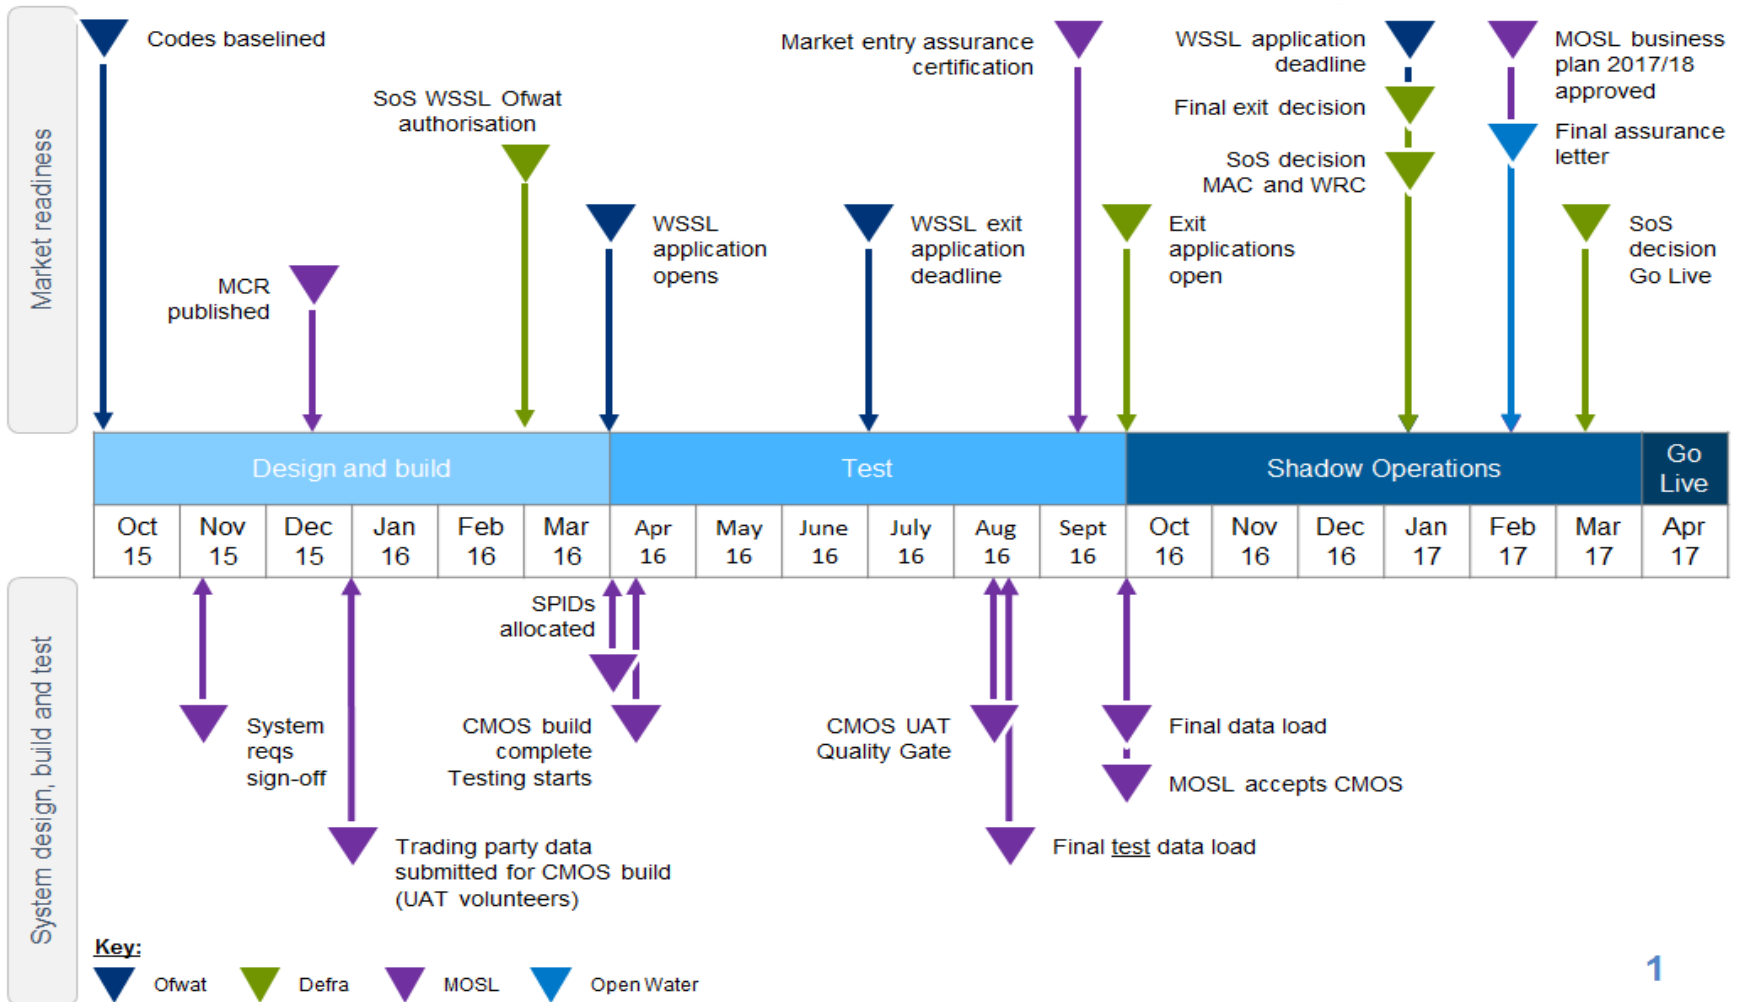 Market readiness
Codes baselined
SoS WSSL Ofwat
authorisation
MCR
published
WSSL
application
opens
Market entry assurance
certification
WSSL exit
application
deadline
Exit
applications
open
WSSL application
deadline
Final exit decision
SoS decision
MAC and WRC
MOSL business
plan 2017/18
approved
Final assurance
letter
SoS
decision
Go Live
Design and build
Test
Shadow Operations
Go
Live
Oct
15
Nov
15
Dec
15
Jan
16
Feb
16
Mar
16
Apr
16
May
16
June
16
July
16
Aug
16
Sept
16
Oct
16
Nov
16
Dec
16
Jan
17
Feb
17
Mar
17
Apr
17
System design, build and test
System
reqs
sign-off
Trading party data
submitted for CMOS build
(UAT volunteers)
SPIDs
allocated
CMOS build
complete
Testing starts
CMOS UAT
Quality Gate
Final test data load
Final data load
MOSL accepts CMOS
Key:
Ofwat
Defra
MOSL
Open Water
1